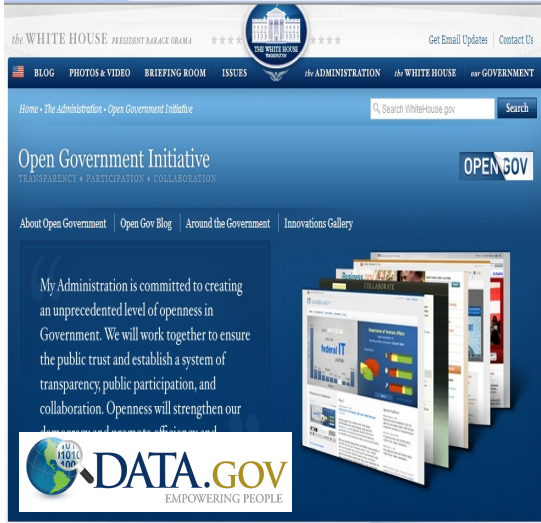 the WHITE HOUSE PRESIDENT BARACK OBAMA
THE WHITE HOUSE
WASHINGTON
Get Email Updates Contact Us
BLOG PHOTOS & VIDEO BRIEFING ROOM ISSUES the ADMINISTRATION the WHITE HOUSE our GOVERNMENT
Home • The Administration • Open Government Initiative
Search WhiteHouse.gov Search
Open Government Initiative
TRANSPARENCY • PARTICIPATION • COLLABORATION
OPEN GOV
About Open Government Open Gov Blog Around the Government Innovations Gallery
My Administration is committed to creating
an unprecedented level of openness in
Government. We will work together to ensure
the public trust and establish a system of
transparency, public participation, and
collaboration. Openness will strengthen our
democracy and promote efficiency and
COLLABORATE
federal IT
DATA.GOV
EMPOWERING PEOPLE